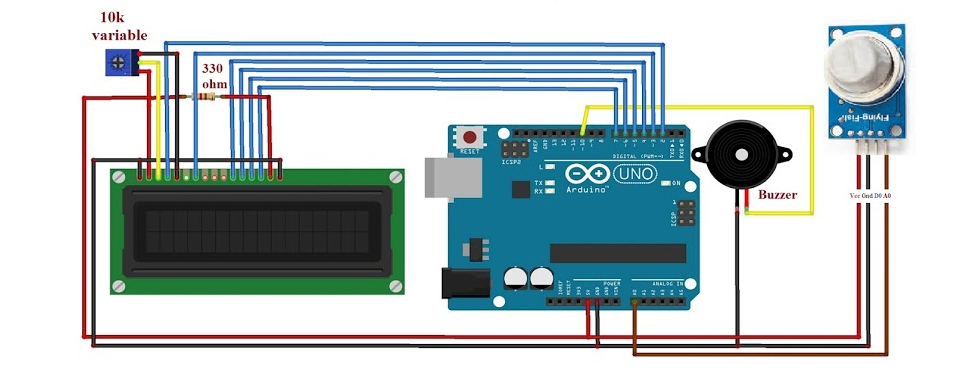 10k
variable
330
ohm
RESET
ICSP2
AREF
GND
13
12
11
~10
~9
8
7
~6
~5
4
~3
2
TX▸1
RX◂0
DIGITAL (PWM~)
L
TX
RX
Arduino
UNO
ON
ICSP
1
Flying-Fish
Buzzer
Vcc Gnd D0 A0
POWER
ANALOG IN
IOREF
RESET
3V3
5V
GND
GND
VIN
A0
A1
A2
A3
A4
A5